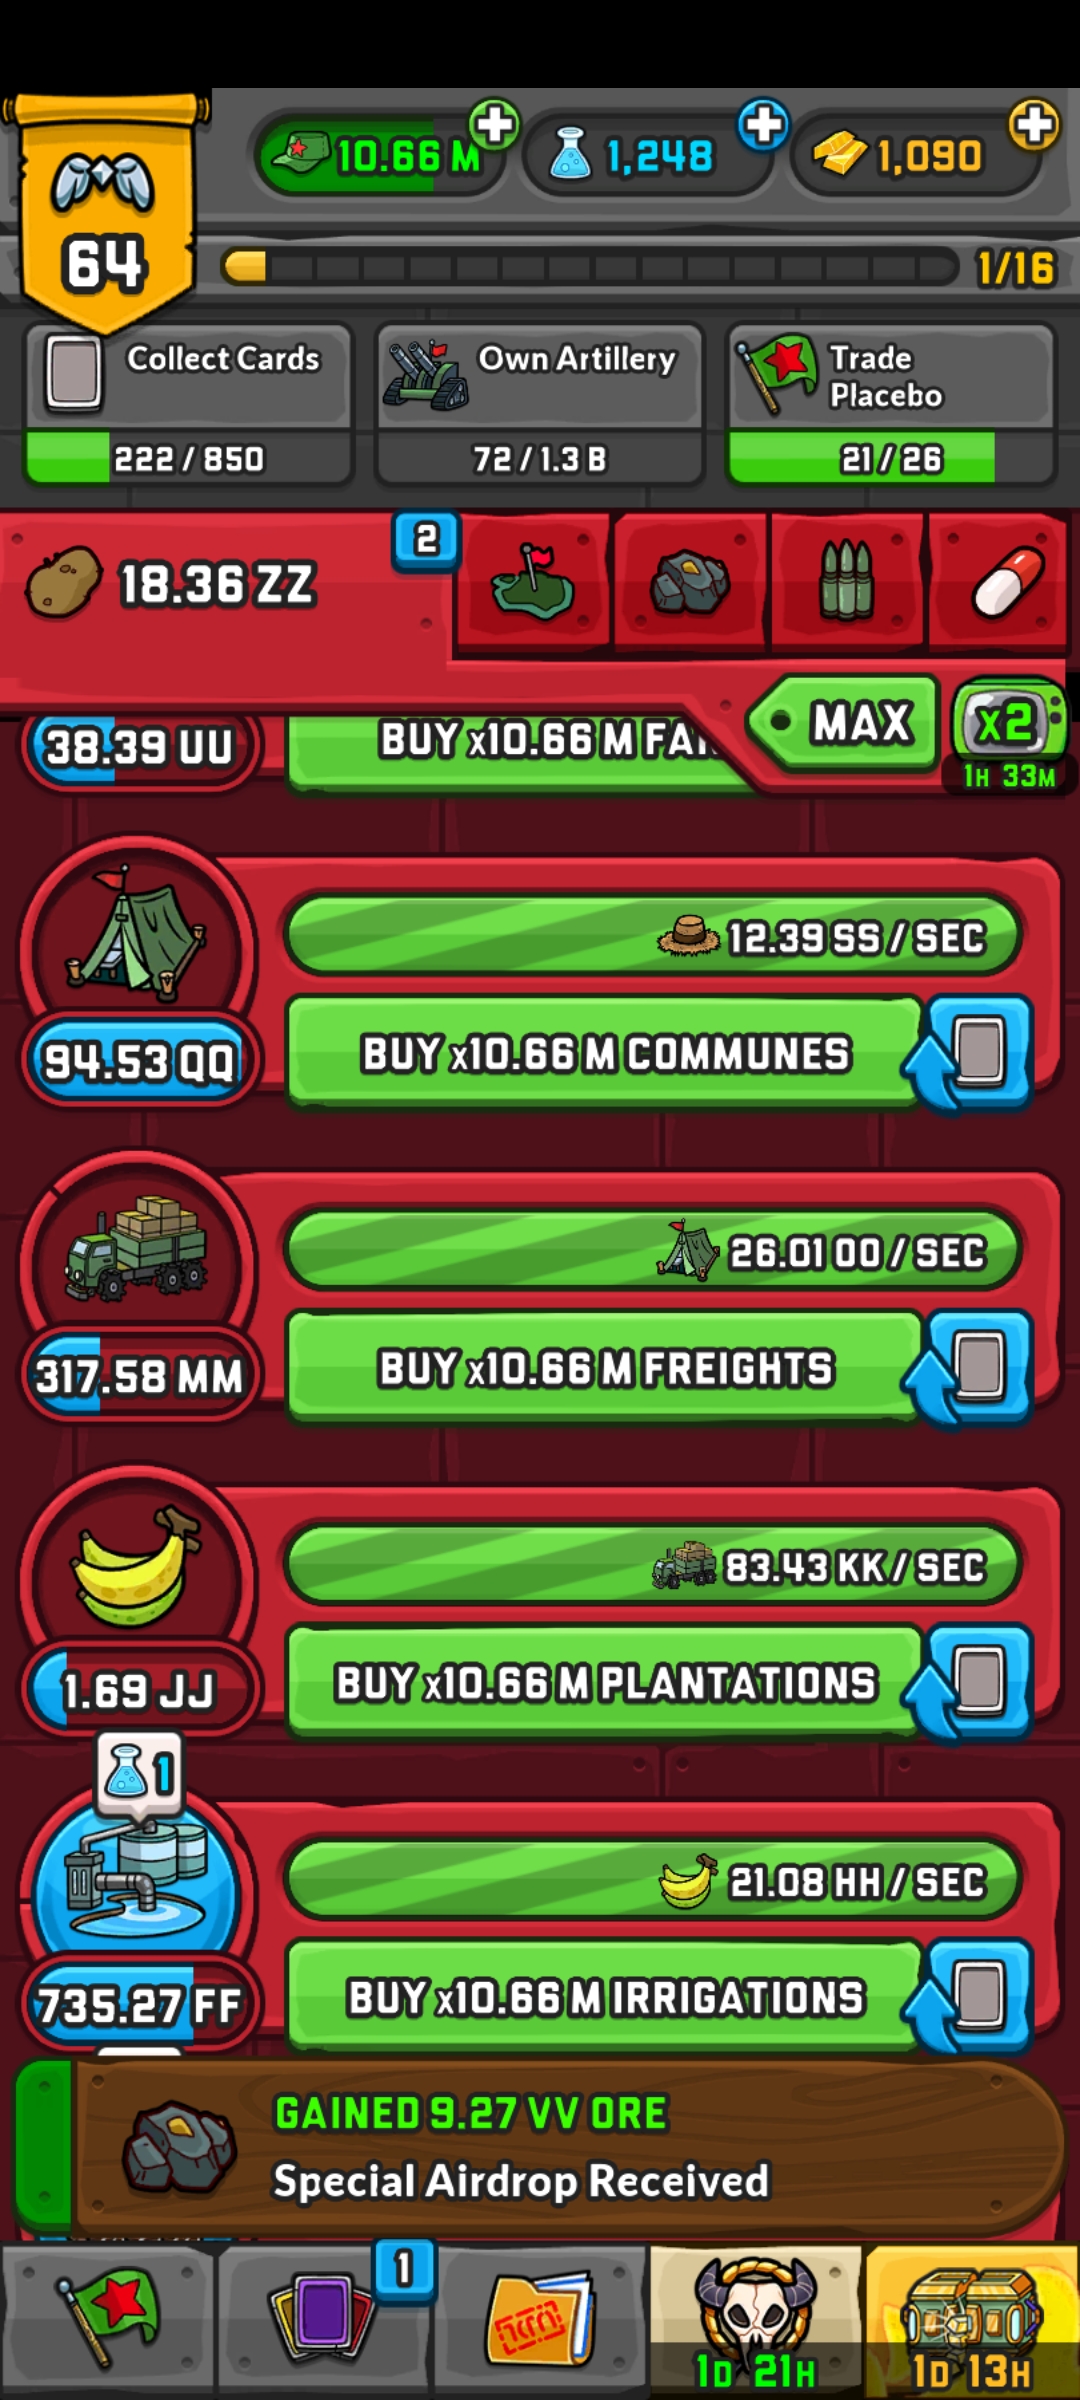 10.66 M
1,248
1,090
64
1/16
Collect Cards
222 / 850
Own Artillery
72 / 1.3 B
Trade
Placebo
21 / 26
18.36 ZZ
2
MAX
x2
1H 33M
38.39 UU
BUY x10.66 M
12.39 SS / SEC
94.53 QQ
BUY x10.66 M COMMUNES
26.01 OO / SEC
317.58 MM
BUY x10.66 M FREIGHTS
83.43 KK / SEC
1.69 JJ
BUY x10.66 M PLANTATIONS
1
21.08 HH / SEC
735.27 FF
BUY x10.66 M IRRIGATIONS
GAINED 9.27 VV ORE
Special Airdrop Received
1
1D 21H
1D 13H